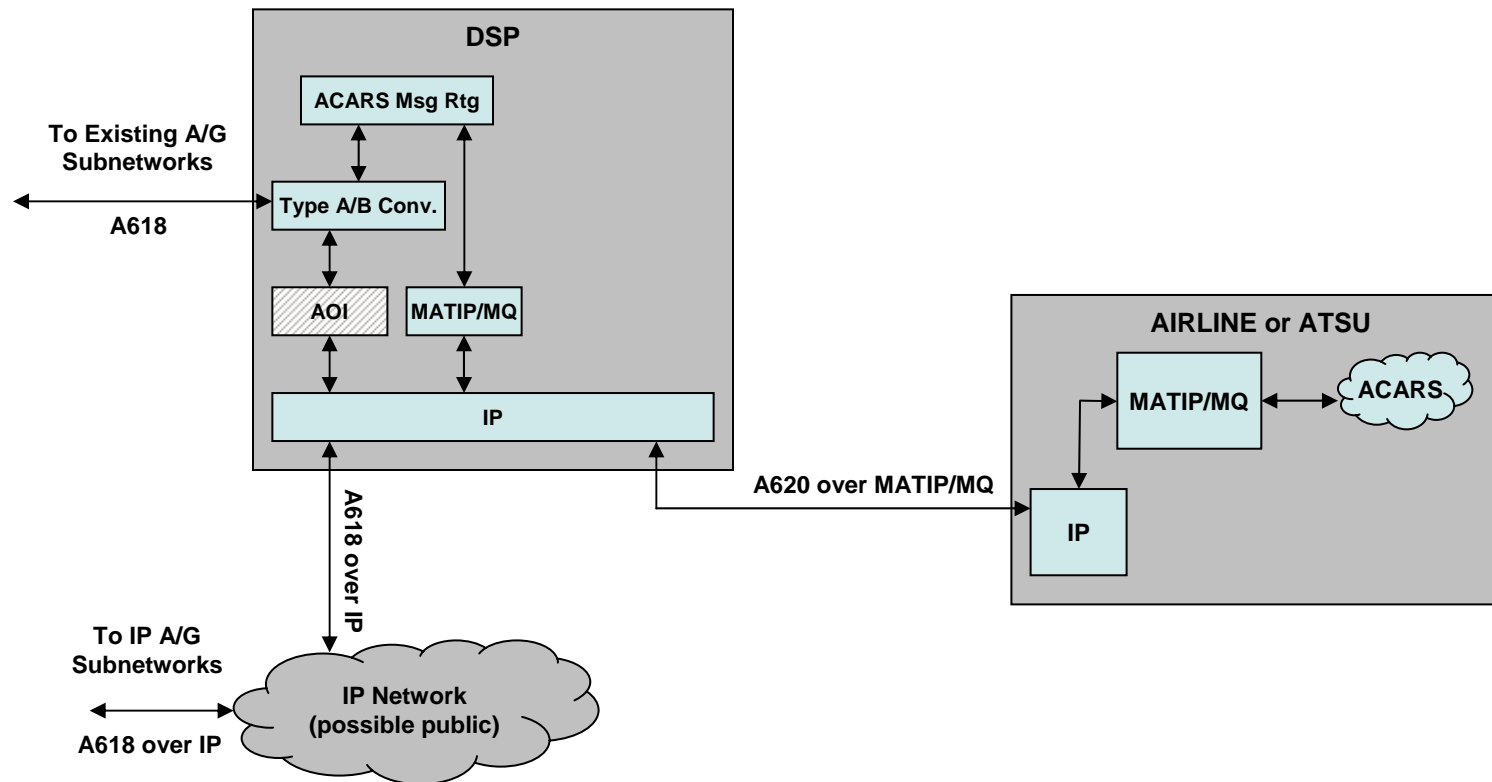 DSP
ACARS Msg Rtg
To Existing A/G
Subnetworks
A618
Type A/B Conv.
AOI
MATIP/MQ
IP
AIRLINE or ATSU
MATIP/MQ
ACARS
IP
A620 over MATIP/MQ
A618 over IP
To IP A/G
Subnetworks
A618 over IP
IP Network
(possible public)